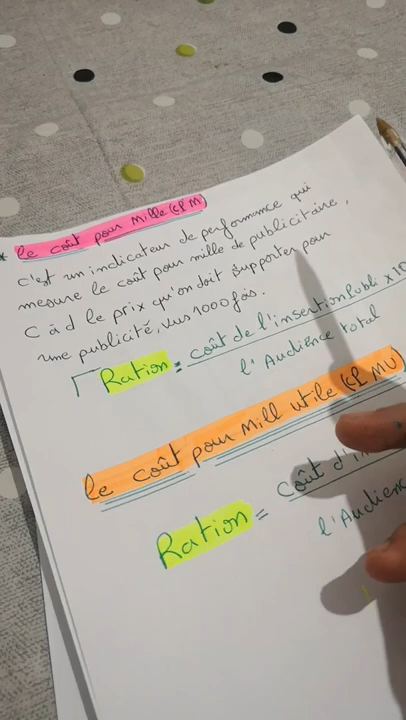 * le coût pour Mille (CPM)
c'est un indicateur de performance qui
mesure le coût pour mille de publicitaire,
C à d le prix qu'on doit supporter pour
une publicité, vus 1000 fois.
Ration = coût de l'insertion Publi x10
l'Audience total
le coût pour Mill utile (CPMU)
Ration = Coût d'i
l'Audienc